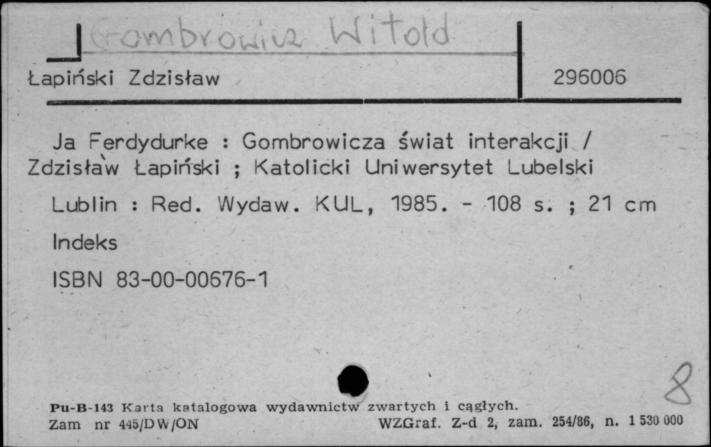 Gombrowicz Witold
Łapiński Zdzisław 296006
Ja Ferdydurke : Gombrowicza świat interakcji /
Zdzisław Łapiński ; Katolicki Uniwersytet Lubelski
Lublin : Red. Wydaw. KUL, 1985. - 108 s. ; 21 cm
Indeks
ISBN 83-00-00676-1
8
Pu-B-143 Karta katalogowa wydawnictw zwartych i ciągłych.
Zam nr 445/DW/ON WZGraf. Z-d 2, zam. 254/86, n. 1 530 000